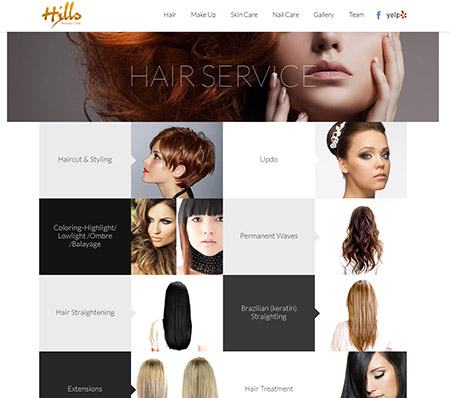 Hills
Beauty Club
Hair Make Up Skin Care Nail Care Gallery Team f yelp
HAIR SERVICE
Haircut & Styling
Updo
Coloring-Highlight/
Lowlight /Ombre
/Balayage
Permanent Waves
Hair Straightening
Brazilian (keratin)
Straighting
Extensions
Hair Treatment